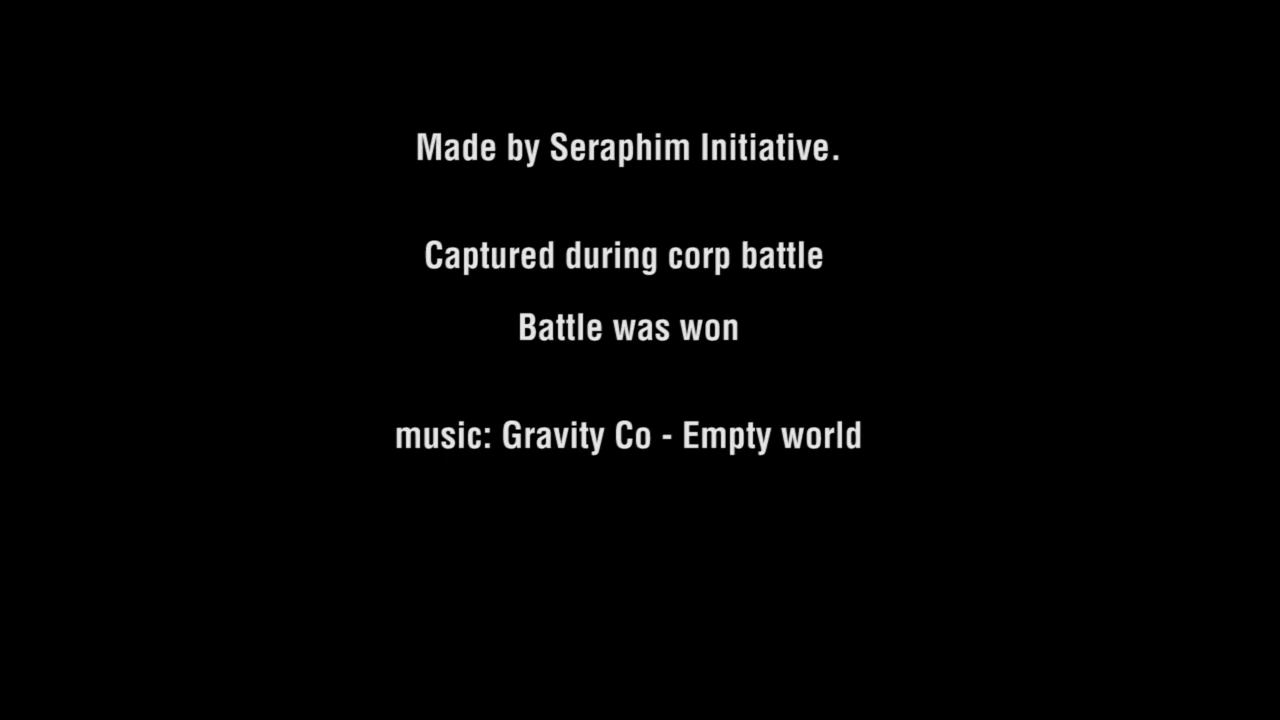 Made by Seraphim Initiative.
Captured during corp battle
Battle was won
music: Gravity Co - Empty world